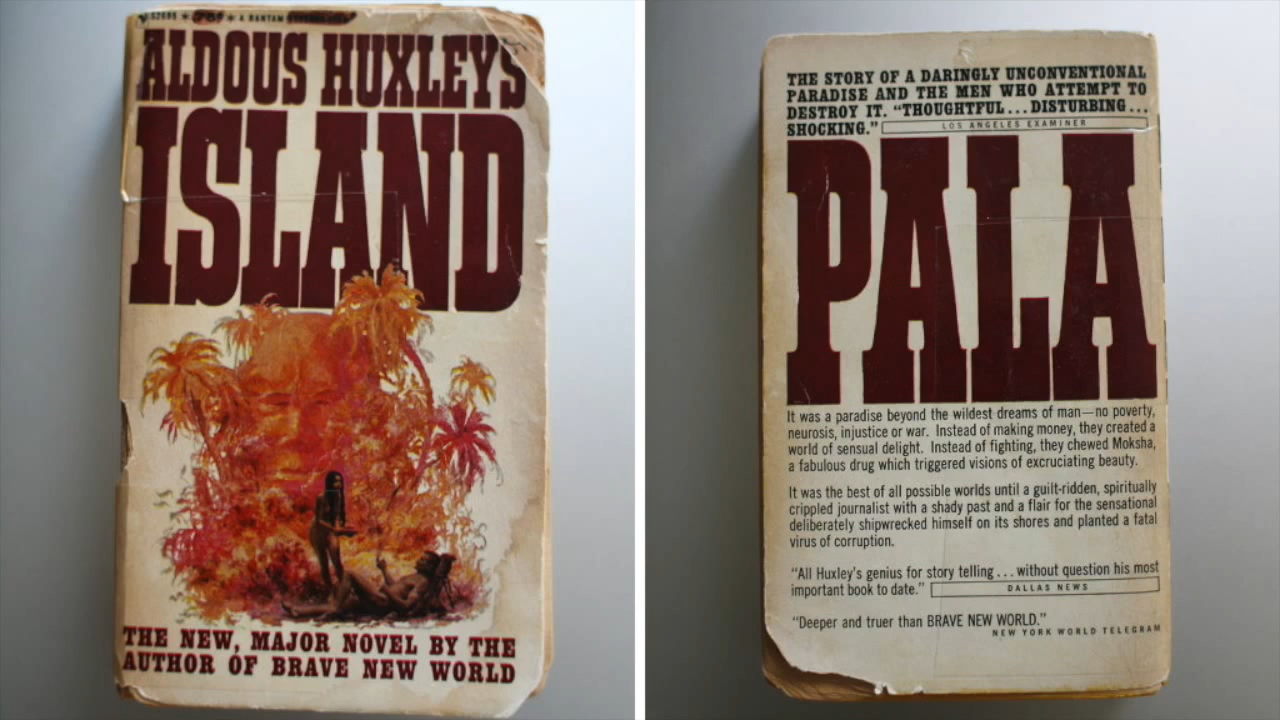 S2695 ★ 75¢ ★ A BANTAM
ALDOUS HUXLEY'S
ISLAND
THE NEW, MAJOR NOVEL BY THE
AUTHOR OF BRAVE NEW WORLD
THE STORY OF A DARINGLY UNCONVENTIONAL
PARADISE AND THE MEN WHO ATTEMPT TO
DESTROY IT. “THOUGHTFUL... DISTURBING...
SHOCKING.” LOS ANGELES EXAMINER
PALA
It was a paradise beyond the wildest dreams of man—no poverty,
neurosis, injustice or war. Instead of making money, they created a
world of sensual delight. Instead of fighting, they chewed Moksha,
a fabulous drug which triggered visions of excruciating beauty.
It was the best of all possible worlds until a guilt-ridden, spiritually
crippled journalist with a shady past and a flair for the sensational
deliberately shipwrecked himself on its shores and planted a fatal
virus of corruption.
“All Huxley's genius for story telling...without question his most
important book to date.” DALLAS NEWS
“Deeper and truer than BRAVE NEW WORLD.”
NEW YORK WORLD TELEGRAM